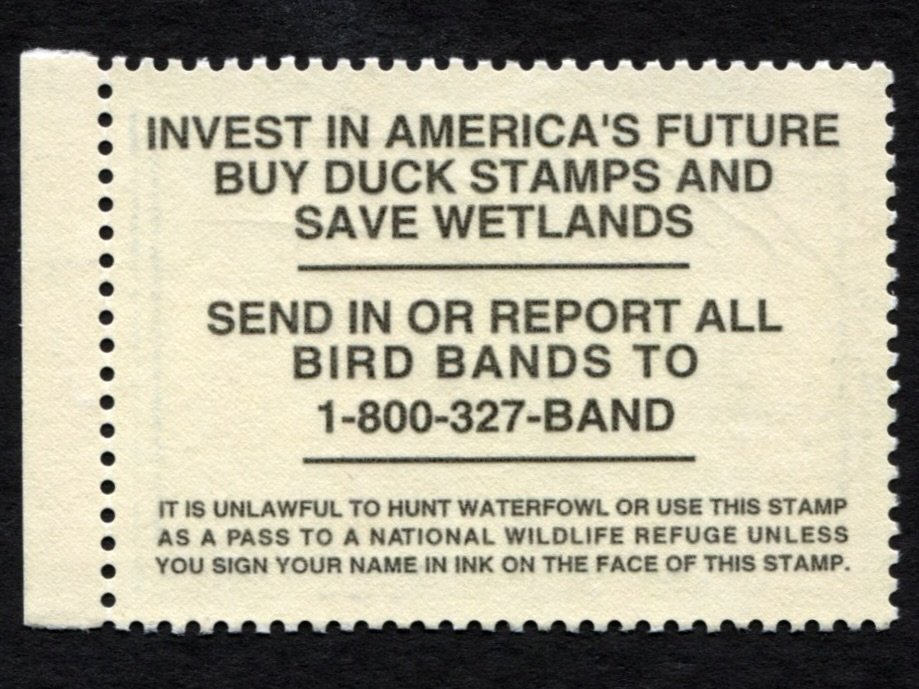 INVEST IN AMERICA'S FUTURE
BUY DUCK STAMPS AND
SAVE WETLANDS
SEND IN OR REPORT ALL
BIRD BANDS TO
1-800-327-BAND
IT IS UNLAWFUL TO HUNT WATERFOWL OR USE THIS STAMP
AS A PASS TO A NATIONAL WILDLIFE REFUGE UNLESS
YOU SIGN YOUR NAME IN INK ON THE FACE OF THIS STAMP.